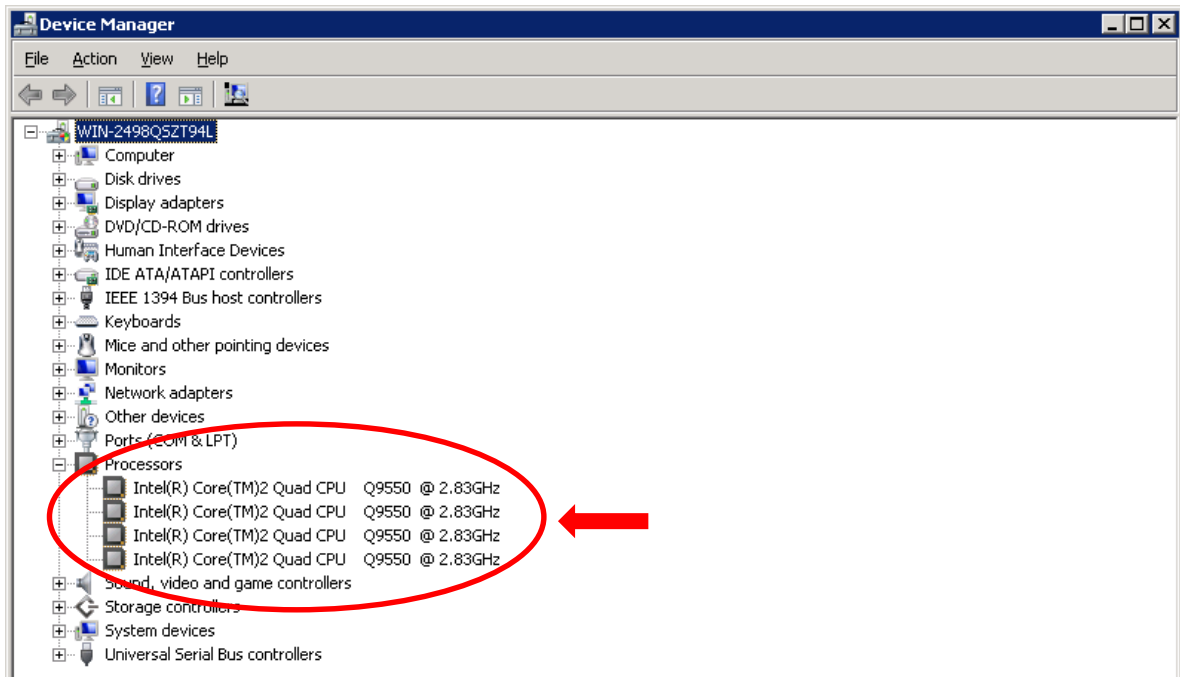 Device Manager
File Action View Help
WIN-2498QSZT94L
Computer
Disk drives
Display adapters
DVD/CD-ROM drives
Human Interface Devices
IDE ATA/ATAPI controllers
IEEE 1394 Bus host controllers
Keyboards
Mice and other pointing devices
Monitors
Network adapters
Other devices
Ports (COM & LPT)
Processors
Intel(R) Core(TM)2 Quad CPU Q9550 @ 2.83GHz
Intel(R) Core(TM)2 Quad CPU Q9550 @ 2.83GHz
Intel(R) Core(TM)2 Quad CPU Q9550 @ 2.83GHz
Intel(R) Core(TM)2 Quad CPU Q9550 @ 2.83GHz
Sound, video and game controllers
Storage controllers
System devices
Universal Serial Bus controllers